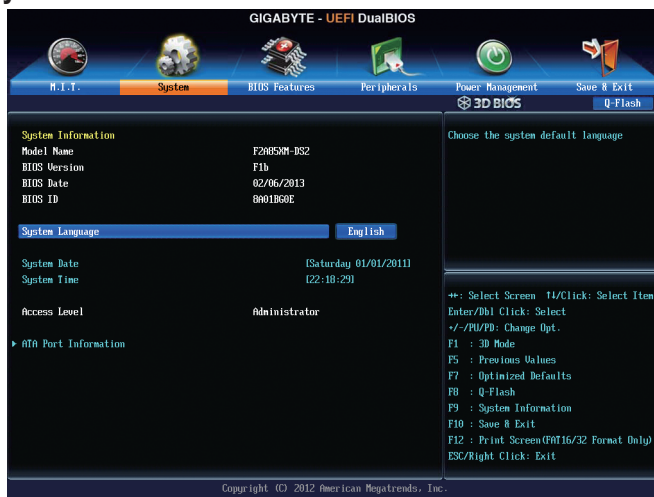 GIGABYTE - UEFI DualBIOS
M.I.T.
System
BIOS Features
Peripherals
Power Management
Save & Exit
3D BIOS
Q-Flash
System Information
Model Name F2A85XM-DS2
BIOS Version F1b
BIOS Date 02/06/2013
BIOS ID 8A01BG0E
System Language English
System Date [Saturday 01/01/2011]
System Time [22:18:29]
Access Level Administrator
ATA Port Information
Choose the system default language
→←: Select Screen ↑↓/Click: Select Item
Enter/Dbl Click: Select
+/-/PU/PD: Change Opt.
F1 : 3D Mode
F5 : Previous Values
F7 : Optimized Defaults
F8 : Q-Flash
F9 : System Information
F10 : Save & Exit
F12 : Print Screen(FAT16/32 Format Only)
ESC/Right Click: Exit
Copyright (C) 2012 American Megatrends, Inc.